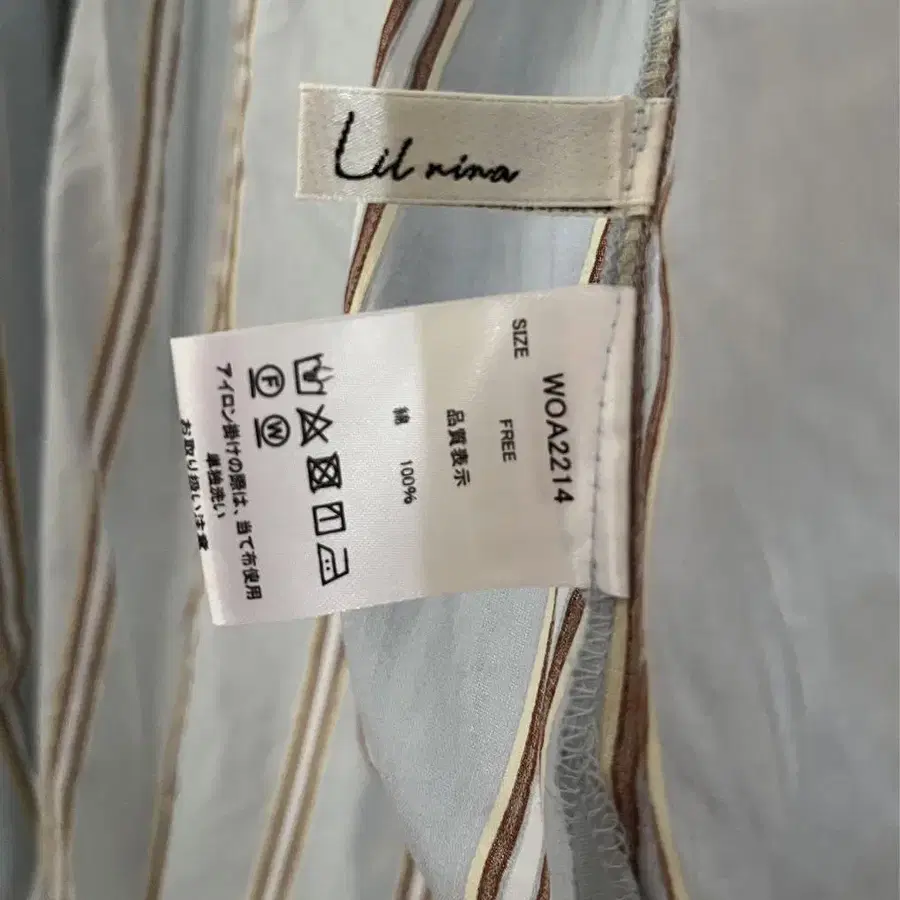 Lil nina
WOA2214
SIZE FREE
品質表示
綿 100%
F W
アイロン掛けの際は、当て布使用
単独洗い
お取り扱い注意